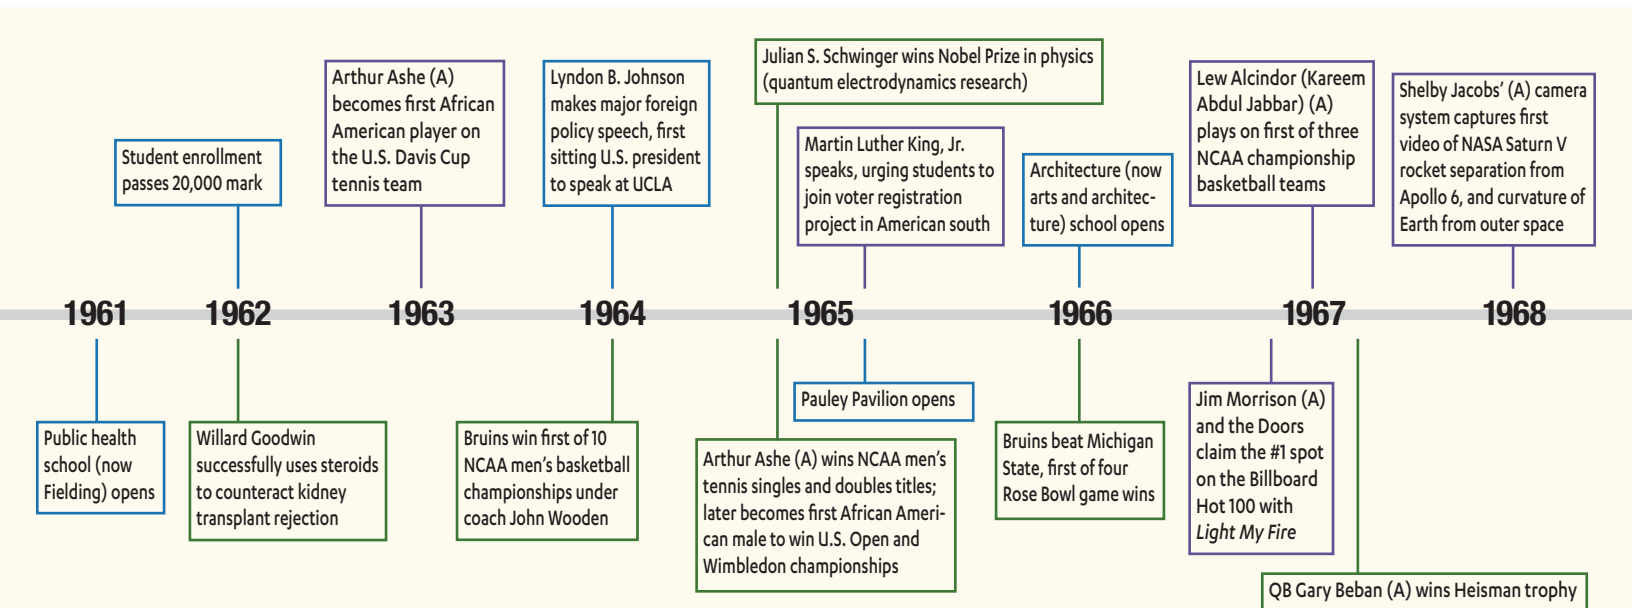 Student enrollment
passes 20,000 mark
Arthur Ashe (A)
becomes first African
American player on
the U.S. Davis Cup
tennis team
Lyndon B. Johnson
makes major foreign
policy speech, first
sitting U.S. president
to speak at UCLA
Julian S. Schwinger wins Nobel Prize in physics
(quantum electrodynamics research)
Martin Luther King, Jr.
speaks, urging students to
join voter registration
project in American south
Architecture (now
arts and architec-
ture) school opens
Lew Alcindor (Kareem
Abdul Jabbar) (A)
plays on first of three
NCAA championship
basketball teams
Shelby Jacobs’ (A) camera
system captures first
video of NASA Saturn V
rocket separation from
Apollo 6, and curvature of
Earth from outer space
1961 1962 1963 1964 1965 1966 1967 1968
Public health
school (now
Fielding) opens
Willard Goodwin
successfully uses steroids
to counteract kidney
transplant rejection
Bruins win first of 10
NCAA men’s basketball
championships under
coach John Wooden
Pauley Pavilion opens
Arthur Ashe (A) wins NCAA men’s
tennis singles and doubles titles;
later becomes first African Ameri-
can male to win U.S. Open and
Wimbledon championships
Bruins beat Michigan
State, first of four
Rose Bowl game wins
Jim Morrison (A)
and the Doors
claim the #1 spot
on the Billboard
Hot 100 with
Light My Fire
QB Gary Beban (A) wins Heisman trophy